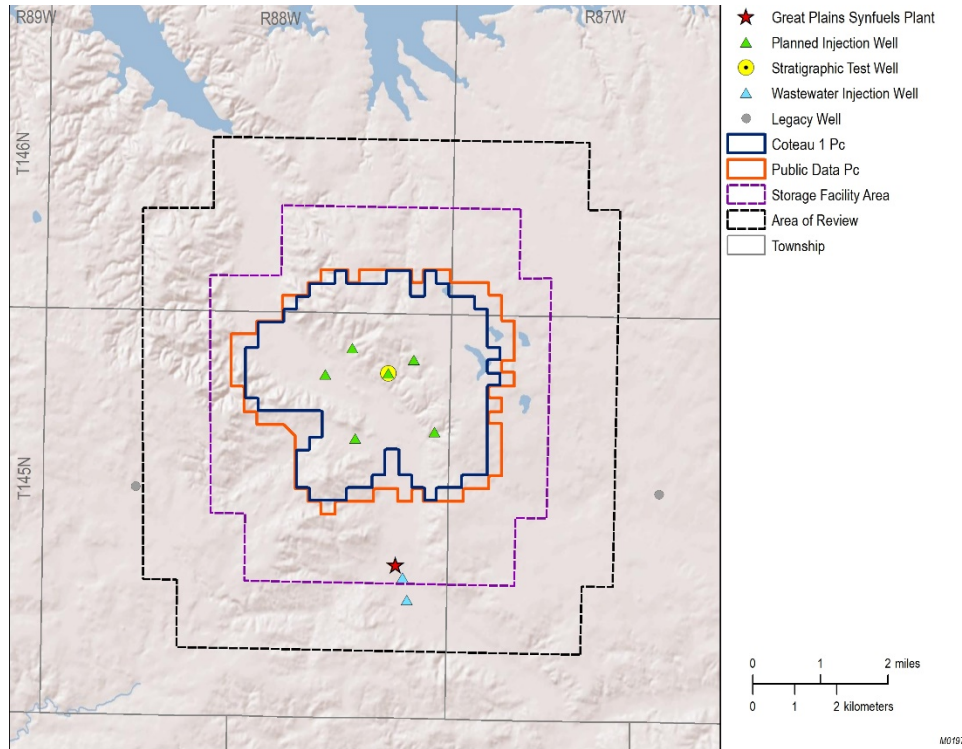 R89W
R88W
R87W
T146N
T145N
Great Plains Synfuels Plant
Planned Injection Well
Stratigraphic Test Well
Wastewater Injection Well
Legacy Well
Coteau 1 Pc
Public Data Pc
Storage Facility Area
Area of Review
Township
0 1 2 miles
0 1 2 kilometers